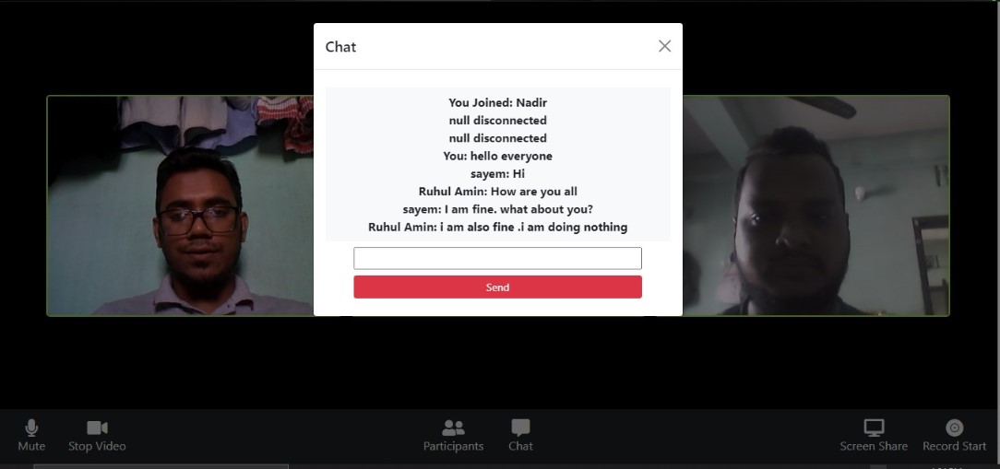 Chat
You Joined: Nadir
null disconnected
null disconnected
You: hello everyone
sayem: Hi
Ruhul Amin: How are you all
sayem: I am fine. what about you?
Ruhul Amin: i am also fine .i am doing nothing
Send
Mute
Stop Video
Participants
Chat
Screen Share
Record Start